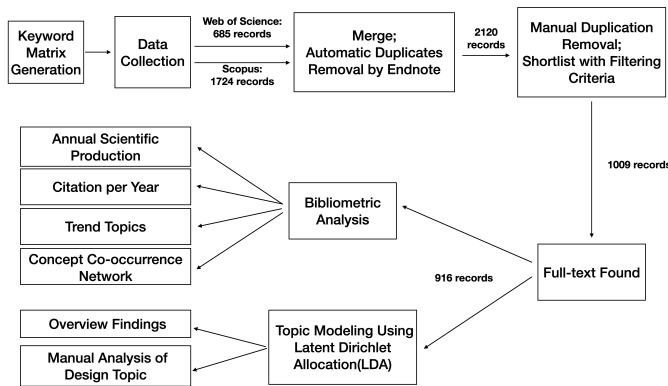 Keyword
Matrix
Generation
Data
Collection
Web of Science:
685 records
Scopus:
1724 records
Merge;
Automatic Duplicates
Removal by Endnote
2120
records
Manual Duplication
Removal;
Shortlist with Filtering
Criteria
1009 records
Full-text Found
916 records
Bibliometric
Analysis
Annual Scientific
Production
Citation per Year
Trend Topics
Concept Co-occurrence
Network
Topic Modeling Using
Latent Dirichlet
Allocation(LDA)
Overview Findings
Manual Analysis of
Design Topic